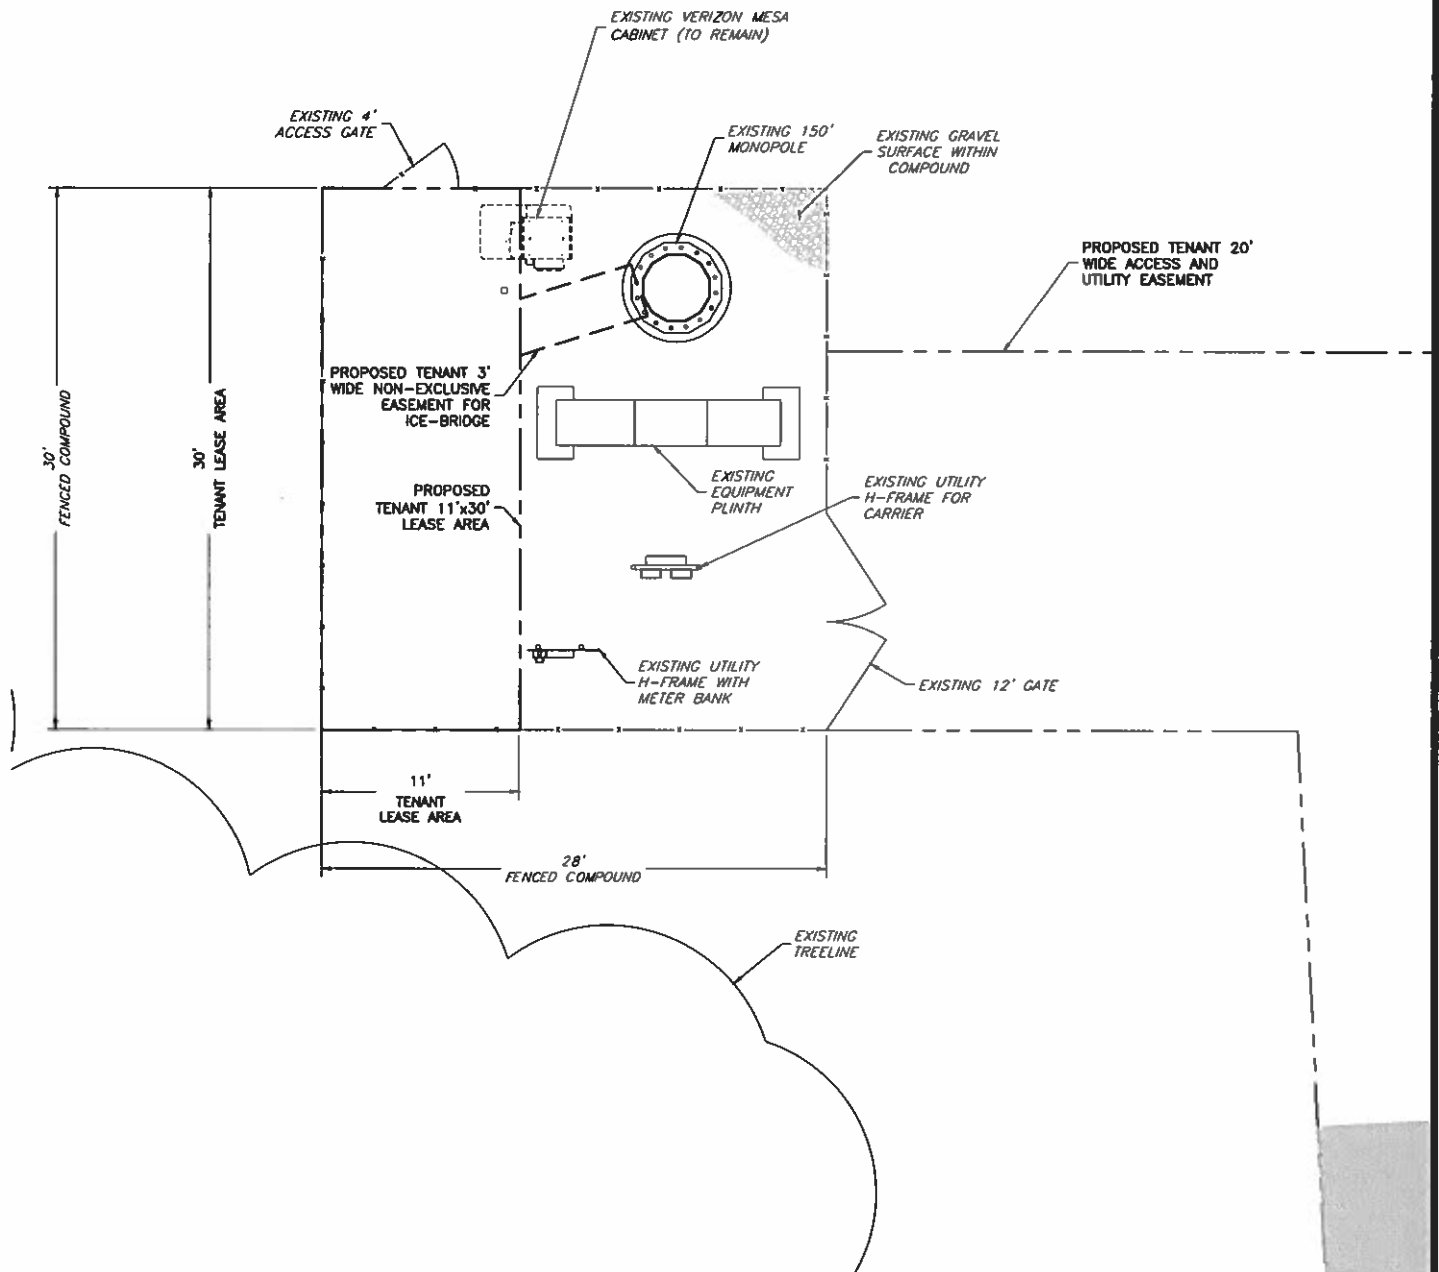 EXISTING VERIZON MESA
CABINET (TO REMAIN)
EXISTING 4'
ACCESS GATE
EXISTING 150'
MONOPOLE
EXISTING GRAVEL
SURFACE WITHIN
COMPOUND
PROPOSED TENANT 20'
WIDE ACCESS AND
UTILITY EASEMENT
30'
FENCED COMPOUND
30'
TENANT LEASE AREA
PROPOSED TENANT 3'
WIDE NON-EXCLUSIVE
EASEMENT FOR
ICE-BRIDGE
EXISTING
EQUIPMENT
PLINTH
EXISTING UTILITY
H-FRAME FOR
CARRIER
PROPOSED
TENANT 11'x30'
LEASE AREA
EXISTING UTILITY
H-FRAME WITH
METER BANK
EXISTING 12' GATE
11'
TENANT
LEASE AREA
28'
FENCED COMPOUND
EXISTING
TREELINE